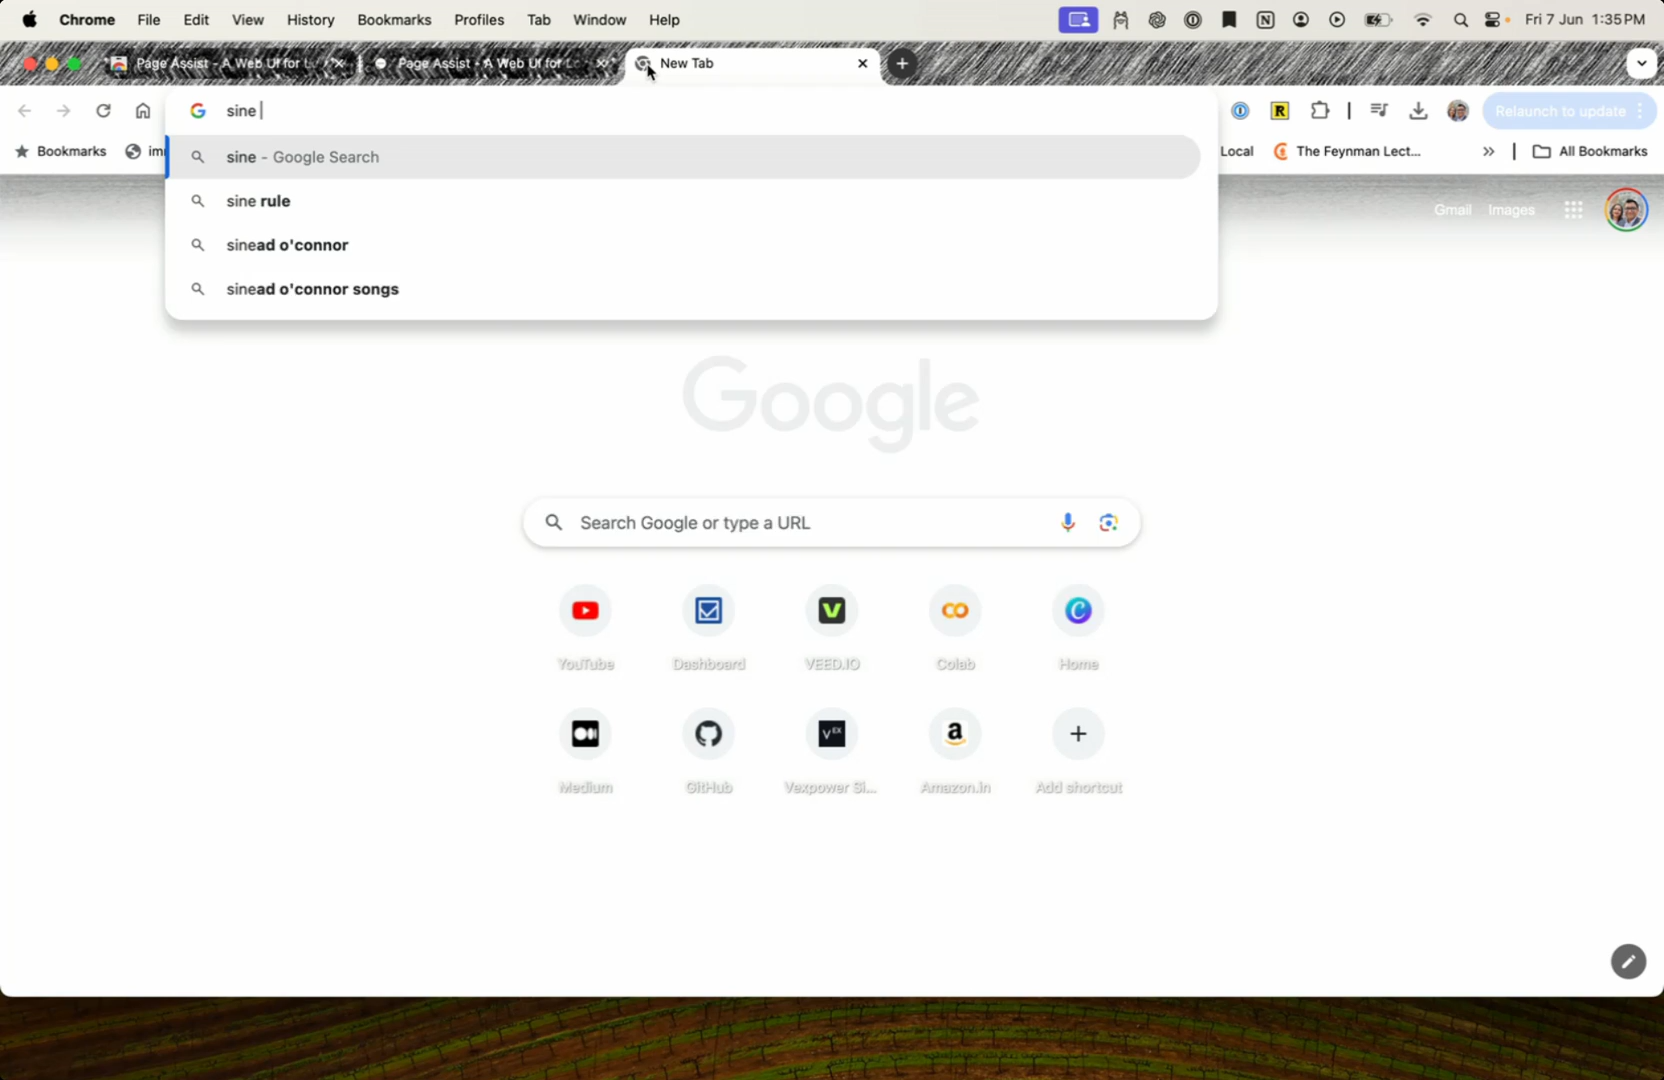 Chrome File Edit View History Bookmarks Profiles Tab Window Help Fri 7 Jun 1:35 PM
Page Assist - A Web UI for L Page Assist - A Web UI for Lo New Tab
sine Relaunch to update
Bookmarks im Local The Feynman Lect... » All Bookmarks
sine - Google Search
sine rule
sinead o'connor
sinead o'connor songs
Gmail Images
Google
Search Google or type a URL
YouTube Dashboard VEED.IO Colab Home
Medium GitHub Vexpower Si... Amazon.in Add shortcut